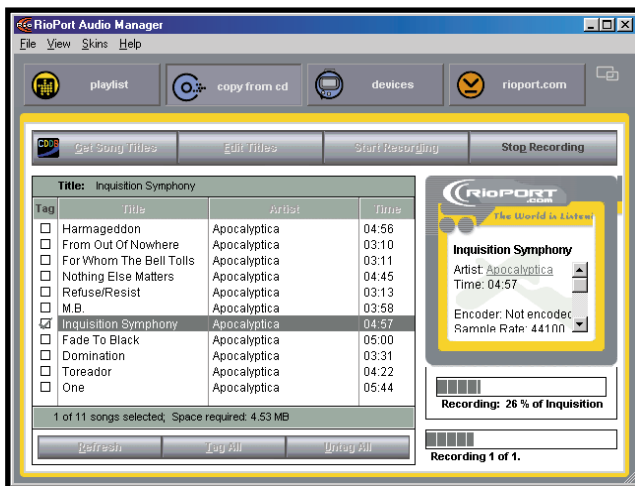 RioPort Audio Manager
File View Skins Help
playlist copy from cd devices rioport.com
CDDB Get Song Titles Edit Titles Start Recording Stop Recording
Title: Inquisition Symphony
Tag Title Artist Time
Harmageddon Apocalyptica 04:56
From Out Of Nowhere Apocalyptica 03:10
For Whom The Bell Tolls Apocalyptica 03:11
Nothing Else Matters Apocalyptica 04:45
Refuse/Resist Apocalyptica 03:13
M.B. Apocalyptica 03:58
Inquisition Symphony Apocalyptica 04:57
Fade To Black Apocalyptica 05:00
Domination Apocalyptica 03:31
Toreador Apocalyptica 04:22
One Apocalyptica 05:44
1 of 11 songs selected; Space required: 4.53 MB
Refresh Tag All Untag All
RioPORT
.com
The World is Listeni
Inquisition Symphony
Artist: Apocalyptica
Time: 04:57
Encoder: Not encodec
Sample Rate: 44100
Recording: 26 % of Inquisition
Recording 1 of 1.